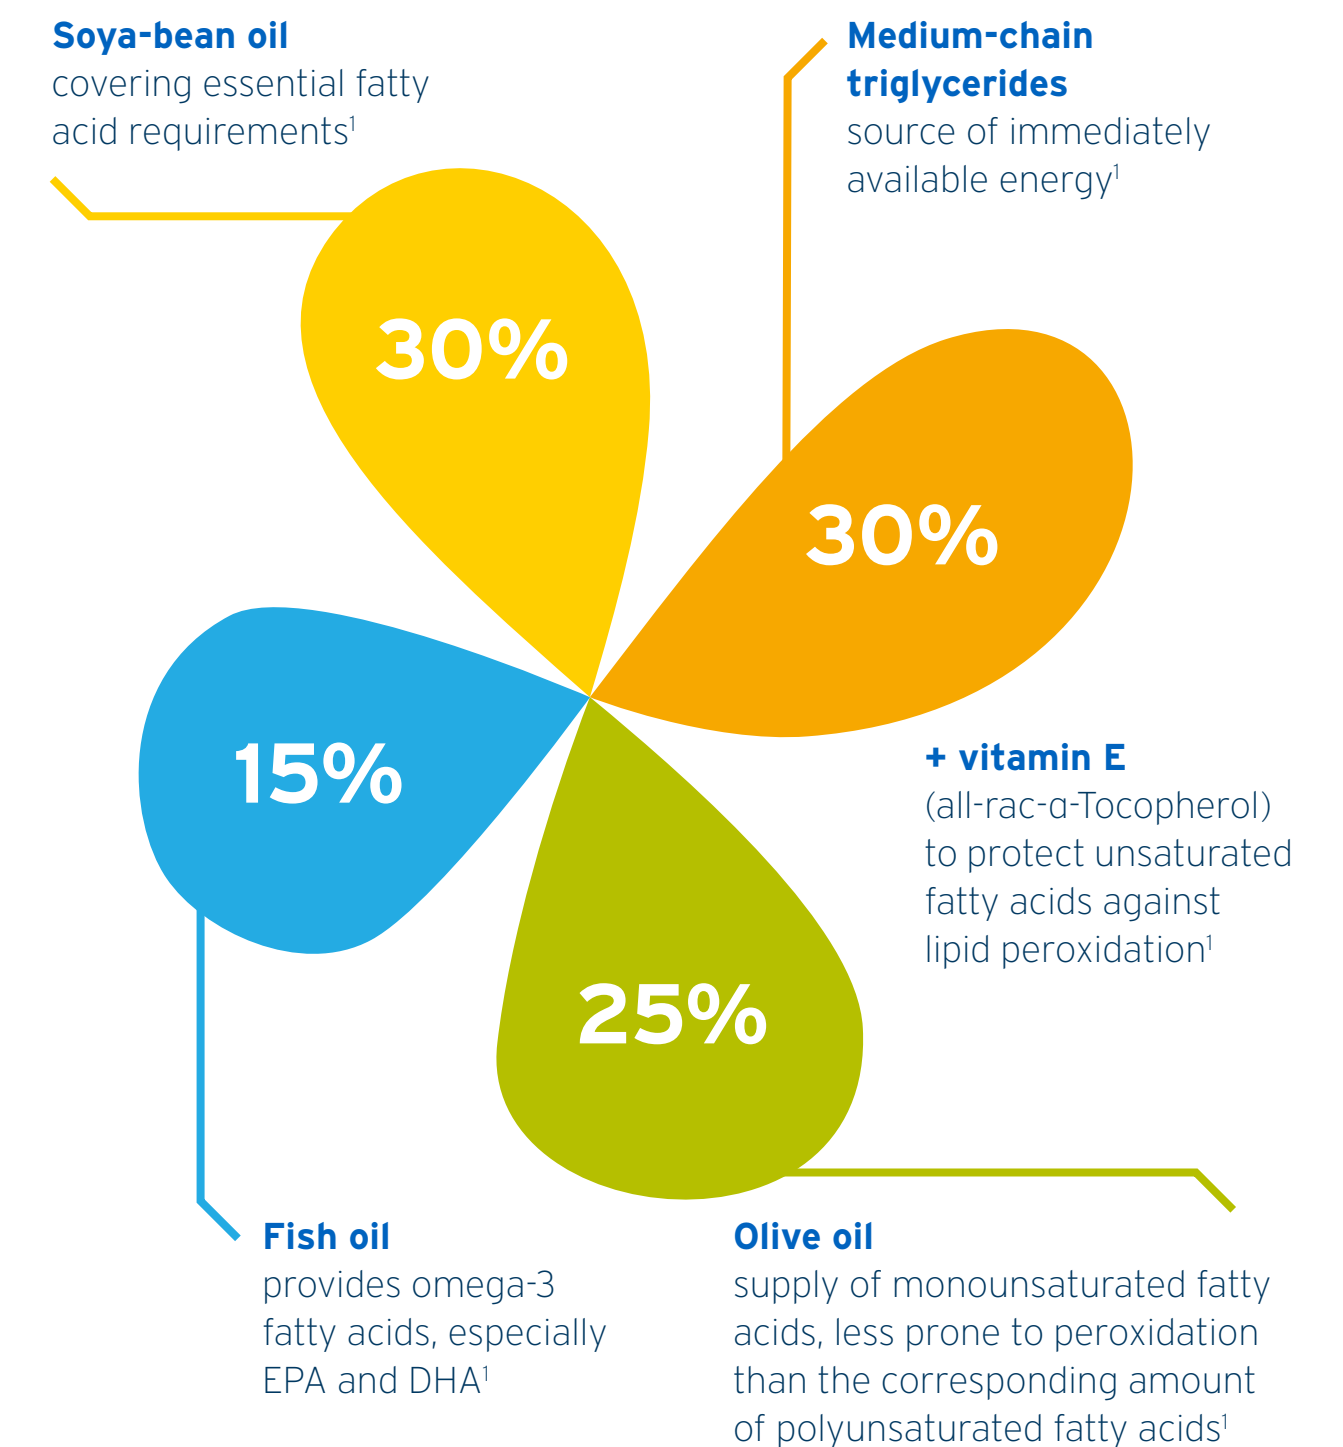 Soya-bean oil
covering essential fatty
acid requirements¹
Medium-chain
triglycerides
source of immediately
available energy¹
30%
30%
15%
+ vitamin E
(all-rac-α-Tocopherol)
to protect unsaturated
fatty acids against
lipid peroxidation¹
25%
Fish oil
provides omega-3
fatty acids, especially
EPA and DHA¹
Olive oil
supply of monounsaturated fatty
acids, less prone to peroxidation
than the corresponding amount
of polyunsaturated fatty acids¹